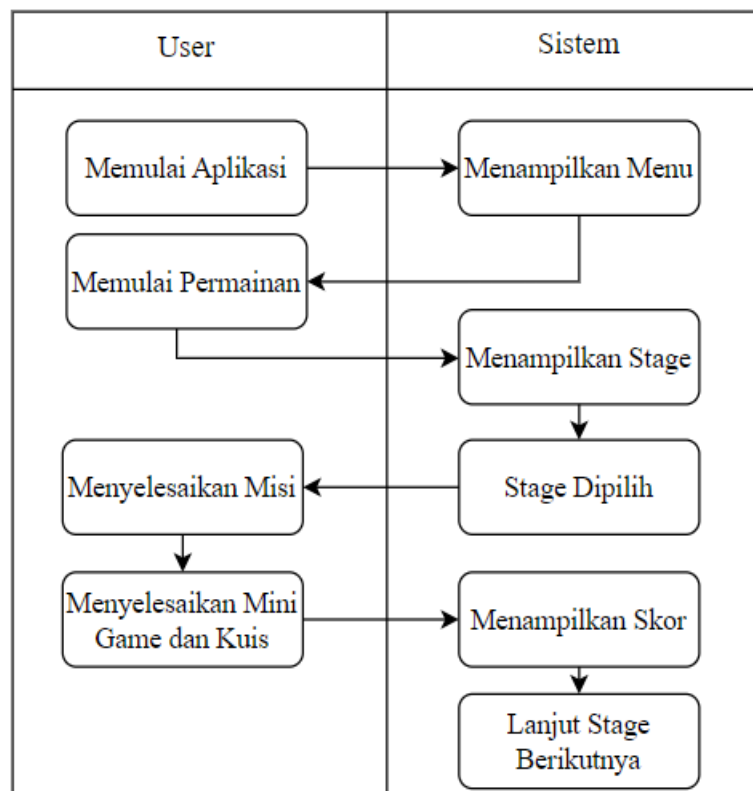 User
Sistem
Memulai Aplikasi
Menampilkan Menu
Memulai Permainan
Menampilkan Stage
Menyelesaikan Misi
Stage Dipilih
Menyelesaikan Mini
Game dan Kuis
Menampilkan Skor
Lanjut Stage
Berikutnya